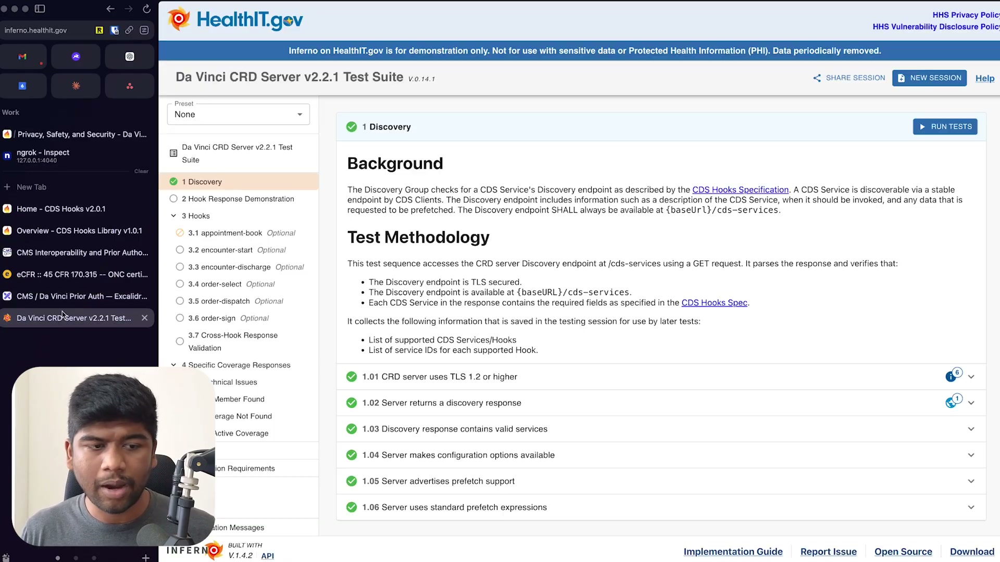 inferno.healthit.gov
Work
/ Privacy, Safety, and Security - Da Vi...
ngrok - Inspect
127.0.0.1:4040
Clear
New Tab
Home - CDS Hooks v2.0.1
Overview - CDS Hooks Library v1.0.1
CMS Interoperability and Prior Autho...
eCFR :: 45 CFR 170.315 -- ONC certi...
CMS / Da Vinci Prior Auth — Excalidr...
Da Vinci CRD Server v2.2.1 Test...
HealthIT.gov
HHS Privacy Policy
HHS Vulnerability Disclosure Policy
Inferno on HealthIT.gov is for demonstration only. Not for use with sensitive data or Protected Health Information (PHI). Data periodically removed.
Da Vinci CRD Server v2.2.1 Test Suite V.0.14.1
SHARE SESSION
NEW SESSION
Help
Preset
None
Da Vinci CRD Server v2.2.1 Test
Suite
1 Discovery
2 Hook Response Demonstration
3 Hooks
3.1 appointment-book Optional
3.2 encounter-start Optional
3.3 encounter-discharge Optional
3.4 order-select Optional
3.5 order-dispatch Optional
3.6 order-sign Optional
3.7 Cross-Hook Response
Validation
4 Specific Coverage Responses
hnical Issues
Member Found
erage Not Found
Active Coverage
ion Requirements
ation Messages
1 Discovery
RUN TESTS
Background
The Discovery Group checks for a CDS Service's Discovery endpoint as described by the CDS Hooks Specification. A CDS Service is discoverable via a stable
endpoint by CDS Clients. The Discovery endpoint includes information such as a description of the CDS Service, when it should be invoked, and any data that is
requested to be prefetched. The Discovery endpoint SHALL always be available at {baseUrl}/cds-services.
Test Methodology
This test sequence accesses the CRD server Discovery endpoint at /cds-services using a GET request. It parses the response and verifies that:
• The Discovery endpoint is TLS secured.
• The Discovery endpoint is available at {baseURL}/cds-services.
• Each CDS Service in the response contains the required fields as specified in the CDS Hooks Spec.
It collects the following information that is saved in the testing session for use by later tests:
• List of supported CDS Services/Hooks
• List of service IDs for each supported Hook.
1.01 CRD server uses TLS 1.2 or higher
6
1.02 Server returns a discovery response
1
1.03 Discovery response contains valid services
1.04 Server makes configuration options available
1.05 Server advertises prefetch support
1.06 Server uses standard prefetch expressions
INFERNO
BUILT WITH
V.1.4.2
API
Implementation Guide
Report Issue
Open Source
Download